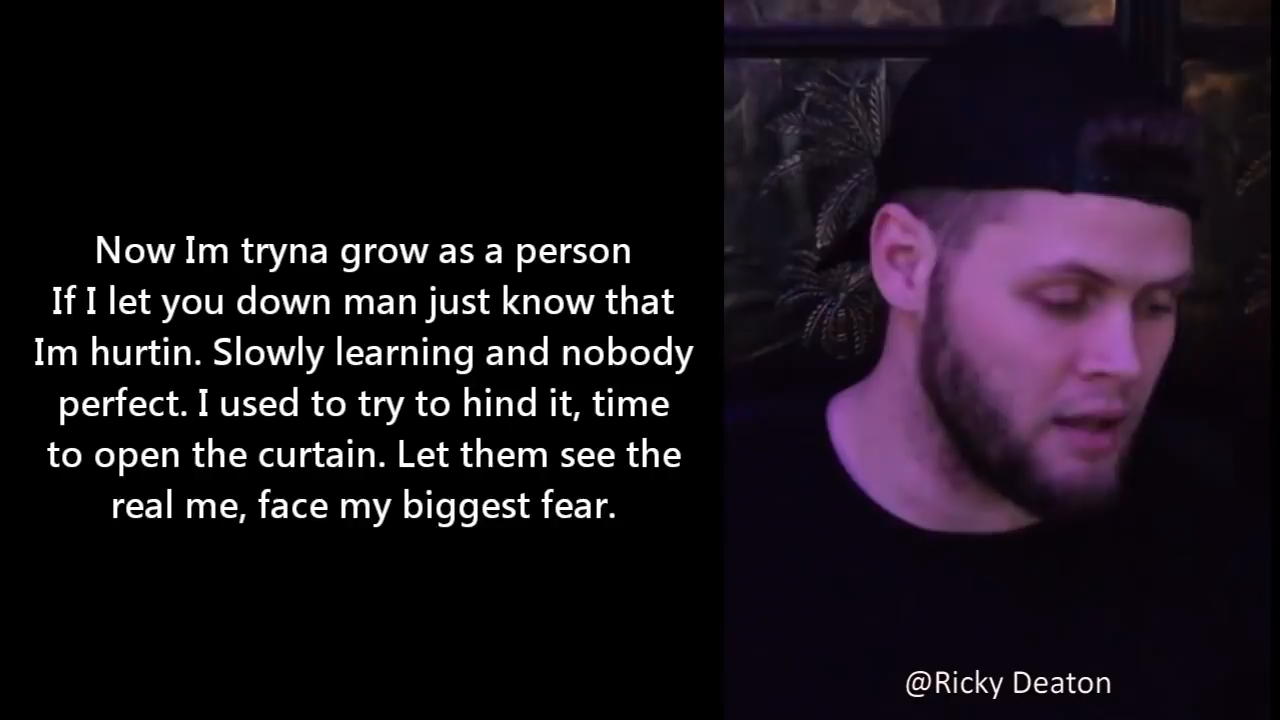 Now Im tryna grow as a person
If I let you down man just know that
Im hurtin. Slowly learning and nobody
perfect. I used to try to hind it, time
to open the curtain. Let them see the
real me, face my biggest fear.
@Ricky Deaton